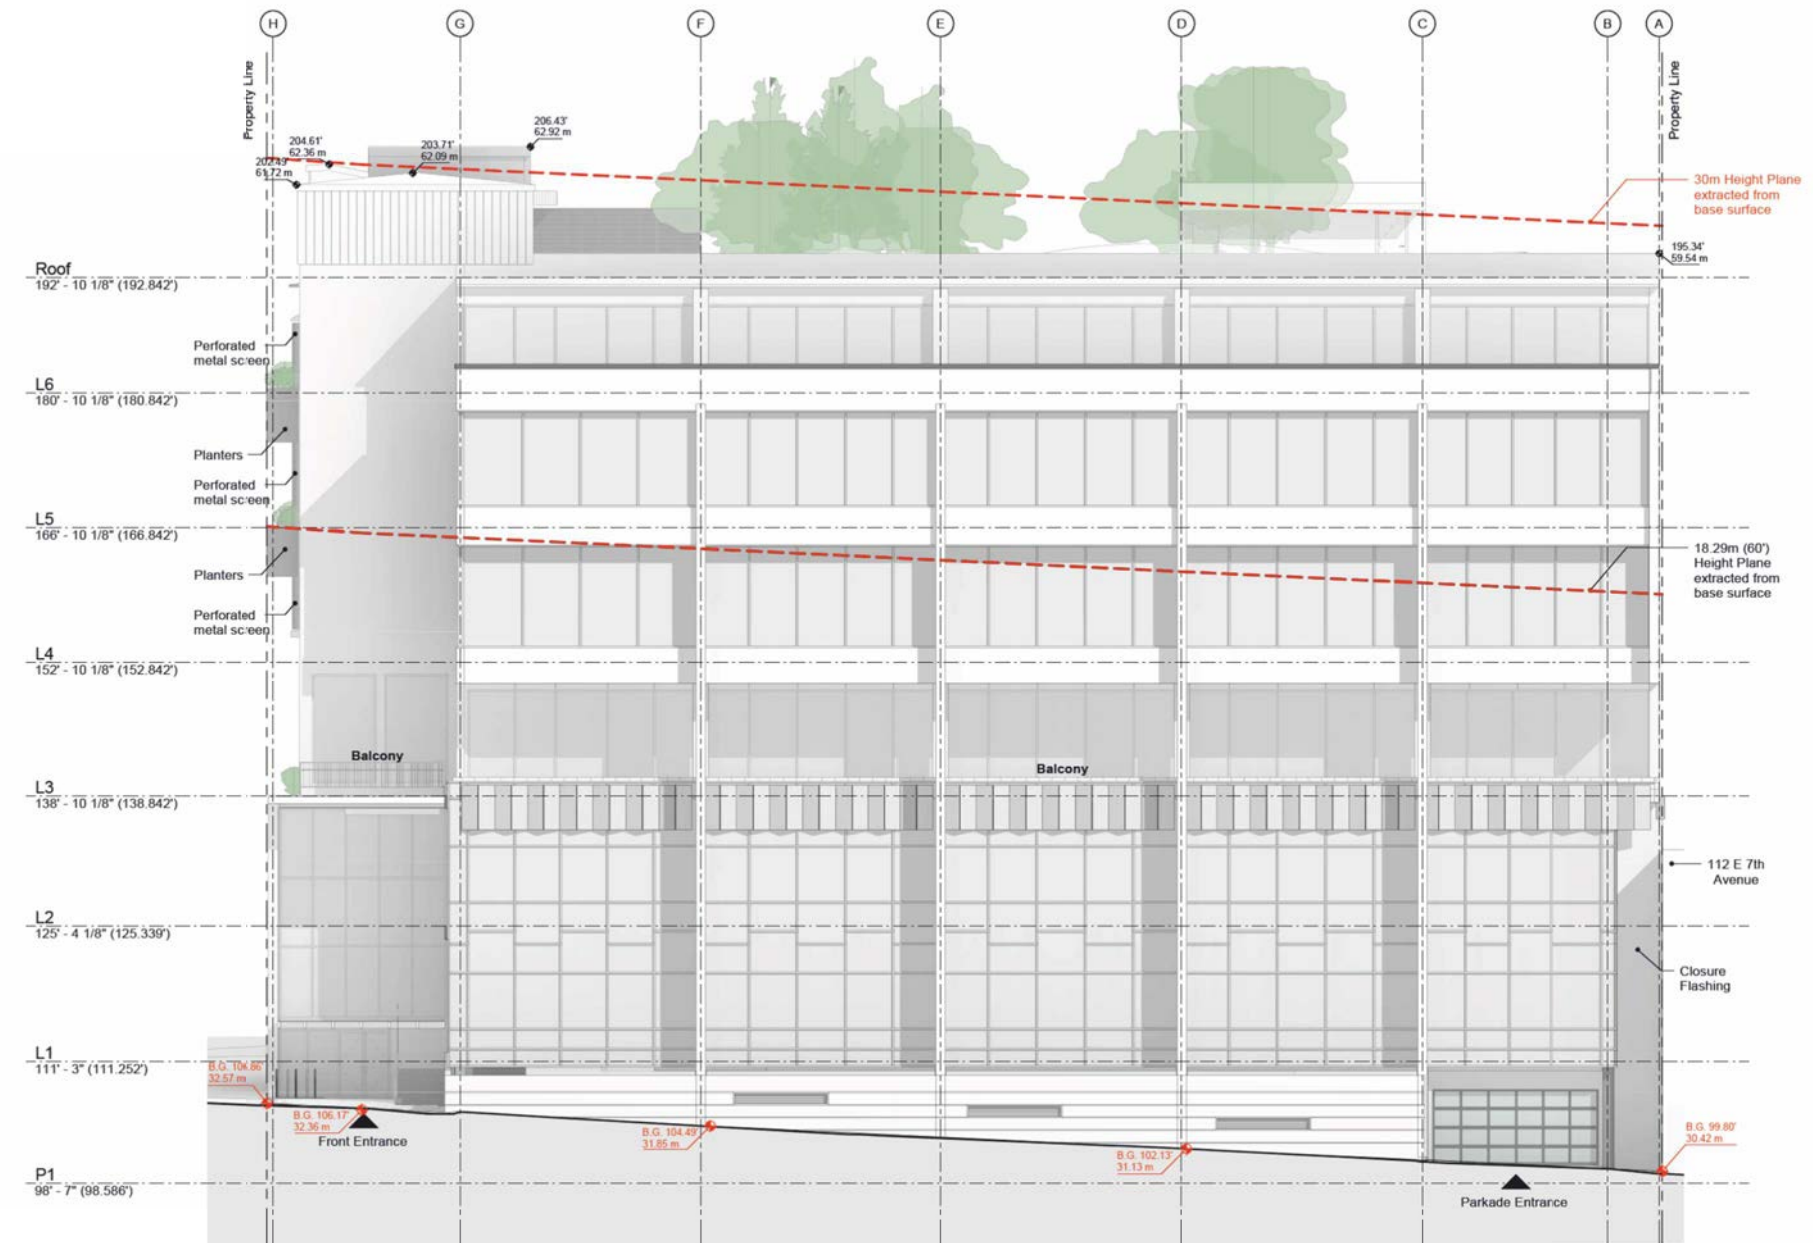 H
G
F
E
D
C
B
A
Property Line
Property Line
204.61'
62.36 m
203.71'
62.09 m
206.43'
62.92 m
202.49'
61.72 m
30m Height Plane
extracted from
base surface
195.34'
59.54 m
Roof
192' - 10 1/8" (192.842')
Perforated
metal screen
L6
180' - 10 1/8" (180.842')
Planters
Perforated
metal screen
L5
166' - 10 1/8" (166.842')
18.29m (60')
Height Plane
extracted from
base surface
Planters
Perforated
metal screen
L4
152' - 10 1/8" (152.842')
Balcony
Balcony
L3
138' - 10 1/8" (138.842')
112 E 7th
Avenue
L2
125' - 4 1/8" (125.339')
Closure
Flashing
L1
111' - 3" (111.252')
B.G. 106.86'
32.57 m
B.G. 106.17'
32.36 m
Front Entrance
B.G. 104.49'
31.85 m
B.G. 102.13'
31.13 m
B.G. 99.80'
30.42 m
P1
98' - 7" (98.586')
Parkade Entrance